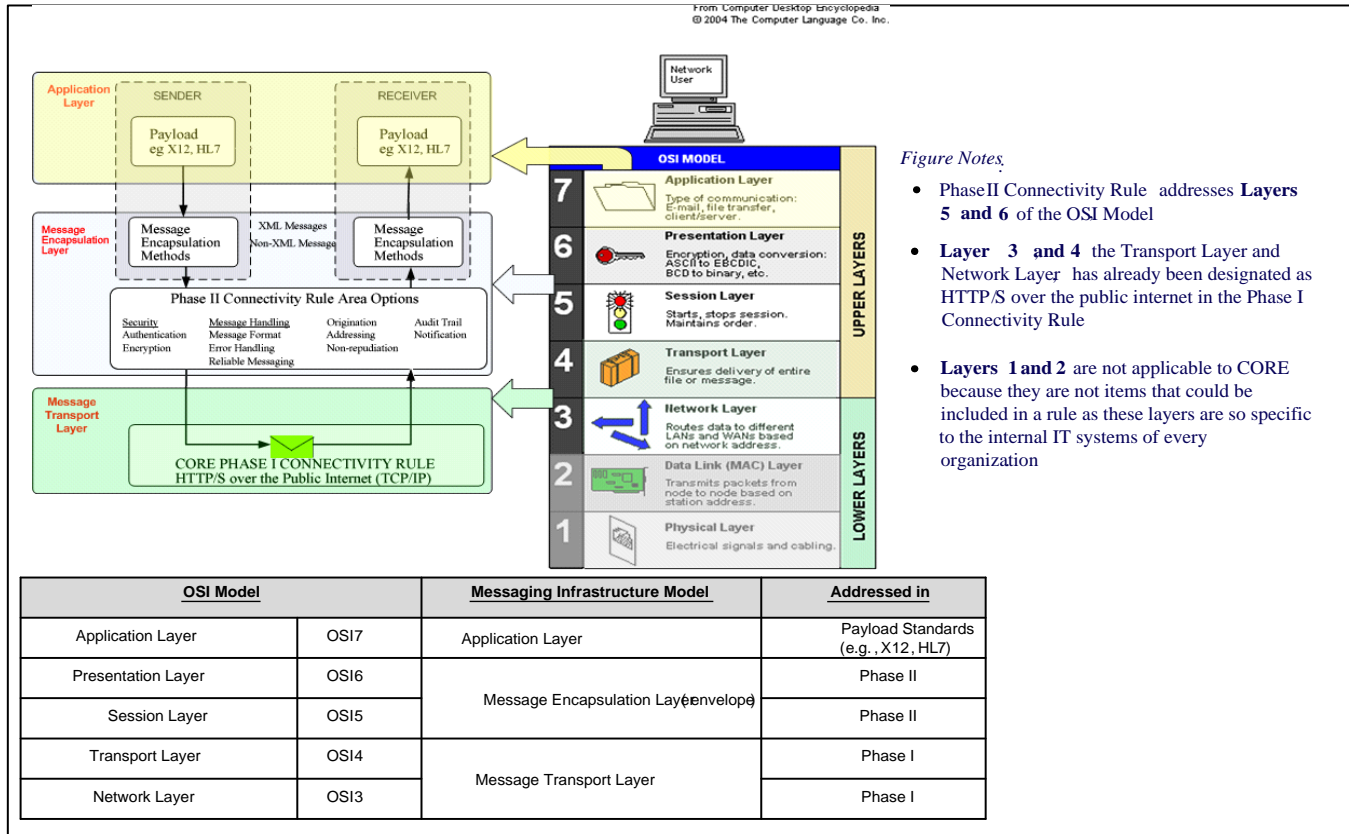 From Computer Desktop Encyclopedia
© 2004 The Computer Language Co. Inc.
Network
User
Application
Layer
SENDER
RECEIVER
Payload
eg X12, HL7
Payload
eg X12, HL7
Message
Encapsulation
Layer
Message
Encapsulation
Methods
XML Messages
Non-XML Message
Message
Encapsulation
Methods
Phase II Connectivity Rule Area Options
Security
Authentication
Encryption
Message Handling
Message Format
Error Handling
Reliable Messaging
Origination
Addressing
Non-repudiation
Audit Trail
Notification
Message
Transport
Layer
CORE PHASE I CONNECTIVITY RULE
HTTP/S over the Public Internet (TCP/IP)
OSI MODEL
7
Application Layer
Type of communication:
E-mail, file transfer,
client/server.
6
Presentation Layer
Encryption, data conversion:
ASCII to EBCDIC,
BCD to binary, etc.
5
Session Layer
Starts, stops session.
Maintains order.
4
Transport Layer
Ensures delivery of entire
file or message.
3
Network Layer
Routes data to different
LANs and WANs based
on network address.
2
Data Link (MAC) Layer
Transmits packets from
node to node based on
station address.
1
Physical Layer
Electrical signals and cabling.
UPPER LAYERS
LOWER LAYERS
Figure Notes:
• Phase II Connectivity Rule addresses Layers
5 and 6 of the OSI Model
• Layer 3 and 4 the Transport Layer and
Network Layer, has already been designated as
HTTP/S over the public internet in the Phase I
Connectivity Rule
• Layers 1 and 2 are not applicable to CORE
because they are not items that could be
included in a rule as these layers are so specific
to the internal IT systems of every
organization
OSI Model Messaging Infrastructure Model Addressed in
Application Layer OSI7 Application Layer Payload Standards
(e.g., X12, HL7)
Presentation Layer OSI6 Phase II
Message Encapsulation Layer (envelope)
Session Layer OSI5 Phase II
Transport Layer OSI4 Phase I
Message Transport Layer
Network Layer OSI3 Phase I